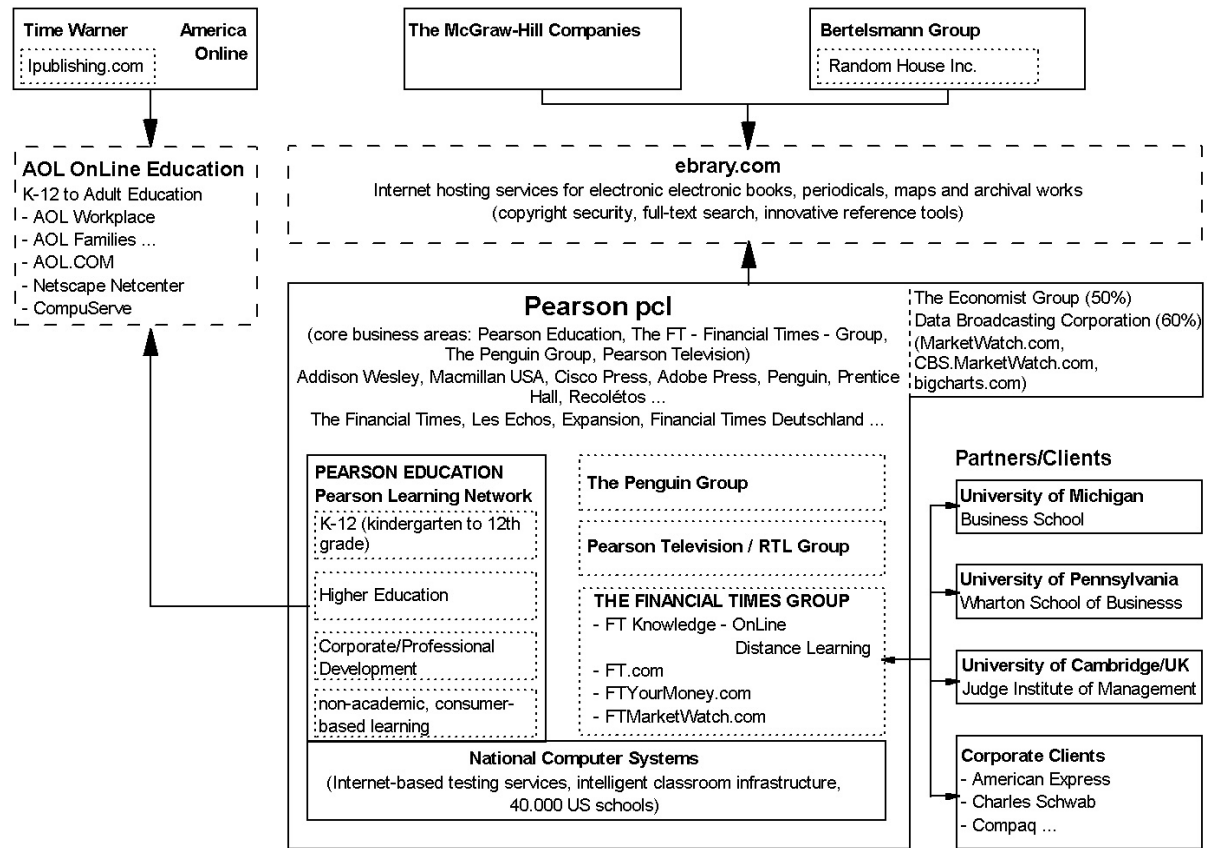 Time Warner
America
Online
Ipublishing.com
The McGraw-Hill Companies
Bertelsmann Group
Random House Inc.
AOL OnLine Education
K-12 to Adult Education
- AOL Workplace
- AOL Families ...
- AOL.COM
- Netscape Netcenter
- CompuServe
ebrary.com
Internet hosting services for electronic electronic books, periodicals, maps and archival works
(copyright security, full-text search, innovative reference tools)
Pearson pcl
(core business areas: Pearson Education, The FT - Financial Times - Group,
The Penguin Group, Pearson Television)
Addison Wesley, Macmillan USA, Cisco Press, Adobe Press, Penguin, Prentice
Hall, Recolétos ...
The Financial Times, Les Echos, Expansion, Financial Times Deutschland ...
The Economist Group (50%)
Data Broadcasting Corporation (60%)
(MarketWatch.com,
CBS.MarketWatch.com,
bigcharts.com)
PEARSON EDUCATION
Pearson Learning Network
K-12 (kindergarten to 12th
grade)
Higher Education
Corporate/Professional
Development
non-academic, consumer-
based learning
The Penguin Group
Pearson Television / RTL Group
THE FINANCIAL TIMES GROUP
- FT Knowledge - OnLine
Distance Learning
- FT.com
- FTYourMoney.com
- FTMarketWatch.com
National Computer Systems
(Internet-based testing services, intelligent classroom infrastructure,
40.000 US schools)
Partners/Clients
University of Michigan
Business School
University of Pennsylvania
Wharton School of Businesss
University of Cambridge/UK
Judge Institute of Management
Corporate Clients
- American Express
- Charles Schwab
- Compaq ...